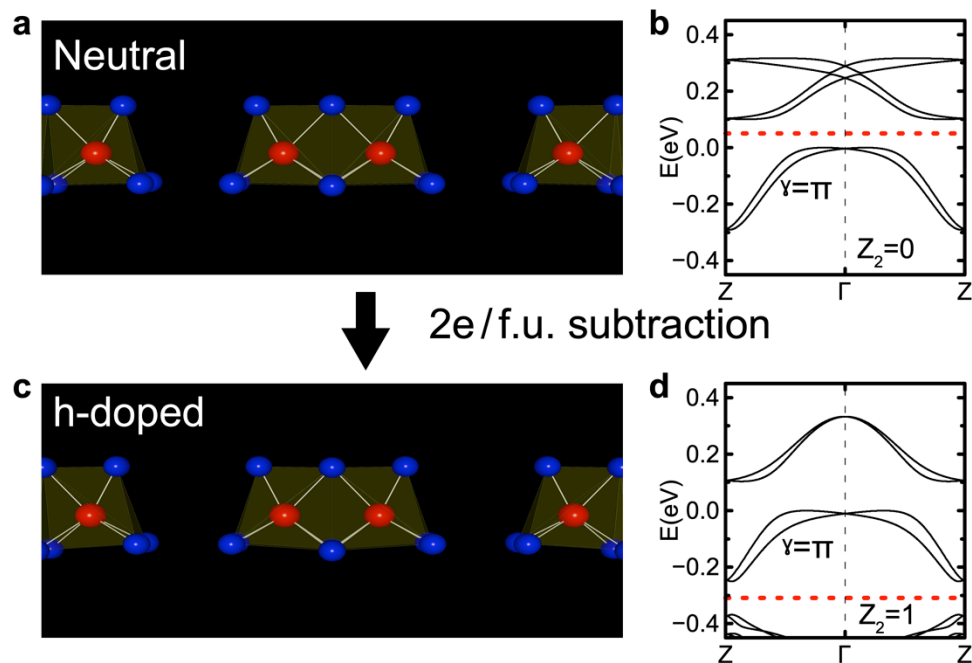 a
Neutral
2e/f.u. subtraction
c
h-doped
b
E(eV)
0.4
0.2
0.0
−0.2
−0.4
ɣ=π
Z₂=0
Z
Γ
Z
d
E(eV)
0.4
0.2
0.0
−0.2
−0.4
ɣ=π
Z₂=1
Z
Γ
Z